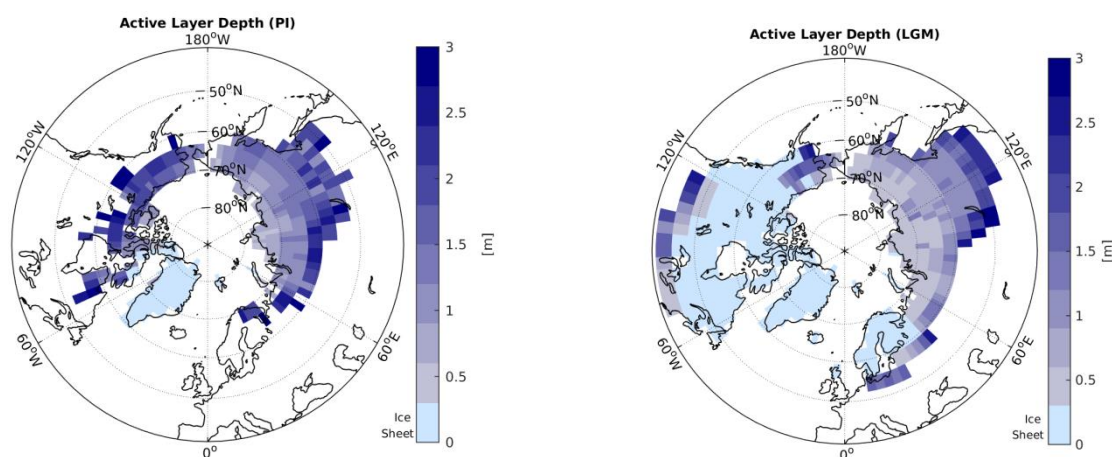 Active Layer Depth (PI)
180°W
50°N
60°N
70°N
80°N
120°W
120°E
60°W
60°E
0°
3
2.5
2
1.5
1
0.5
0
[m]
Ice
Sheet
Active Layer Depth (LGM)
180°W
50°N
60°N
70°N
80°N
120°W
120°E
60°W
60°E
0°
3
2.5
2
1.5
1
0.5
0
[m]
Ice
Sheet